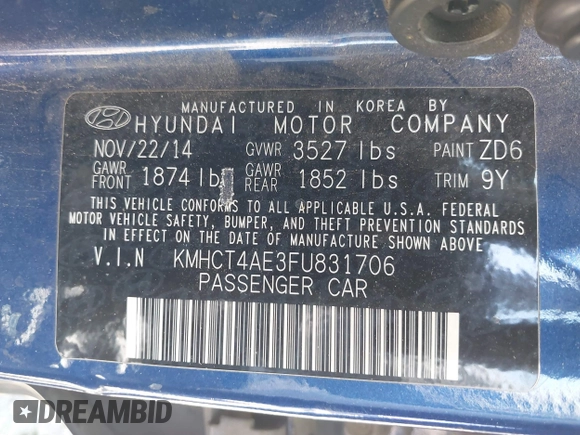 MANUFACTURED IN KOREA BY
HYUNDAI MOTOR COMPANY
NOV/22/14 GVWR 3527 lbs PAINT ZD6
GAWR FRONT 1874 lb GAWR REAR 1852 lbs TRIM 9Y
THIS VEHICLE CONFORMS TO ALL APPLICABLE U.S.A. FEDERAL
MOTOR VEHICLE SAFETY, BUMPER, AND THEFT PREVENTION STANDARDS
IN EFFECT ON THE DATE OF MANUFACTURE SHOWN ABOVE.
V.I.N KMHCT4AE3FU831706
PASSENGER CAR
DREAMBID